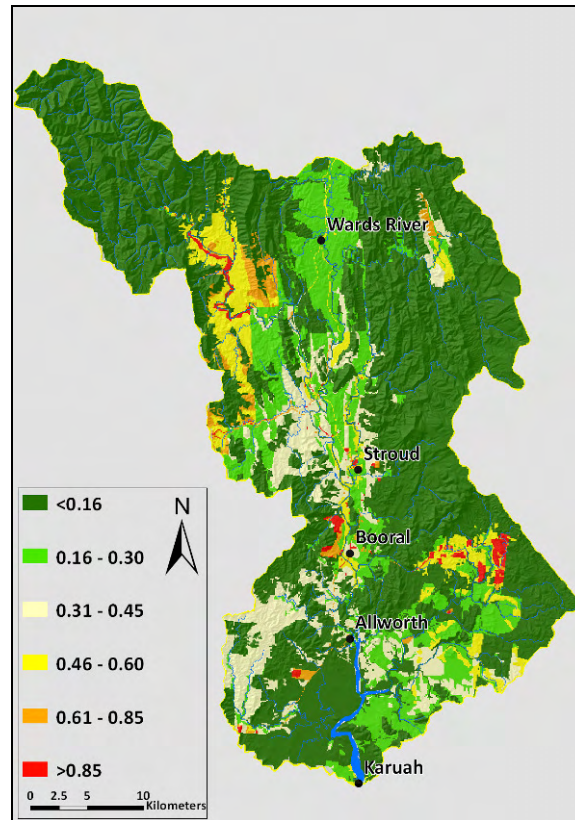 Wards River
Stroud
Booral
Allworth
Karuah
N
<0.16
0.16 - 0.30
0.31 - 0.45
0.46 - 0.60
0.61 - 0.85
>0.85
0 2.5 5 10
Kilometers